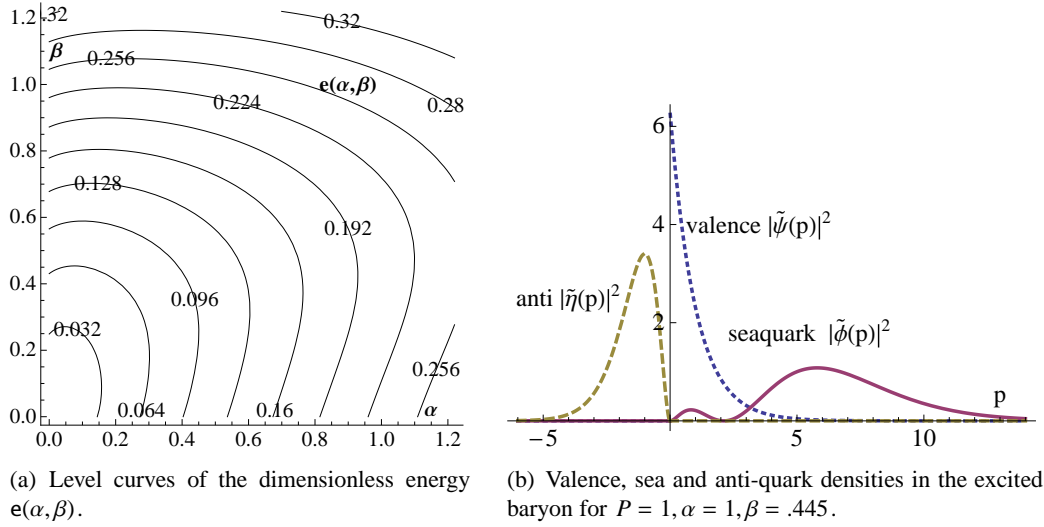 1.2
.32
0.32
β
0.256
1.0
e(α,β)
0.28
0.224
0.8
0.128
0.6
0.192
0.4
0.096
0.032
0.2
0.256
0.064
0.16
α
0.0
0.0 0.2 0.4 0.6 0.8 1.0 1.2
(a) Level curves of the dimensionless energy
e(α,β).
6
4
valence |ψ̃(p)|²
anti |η̃(p)|²
2
seaquark |ϕ̃(p)|²
p
-5 5 10
(b) Valence, sea and anti-quark densities in the excited
baryon for P = 1, α = 1, β = .445.